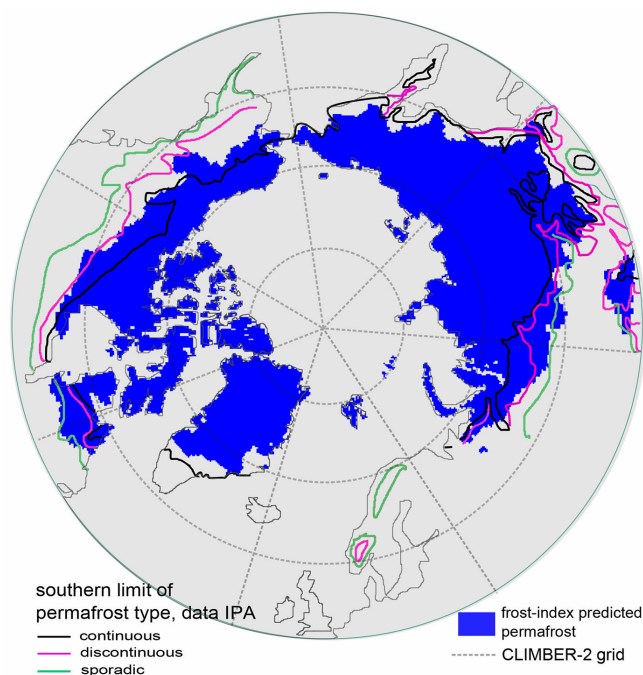 southern limit of
permafrost type, data IPA
continuous
discontinuous
sporadic
frost-index predicted
permafrost
CLIMBER-2 grid